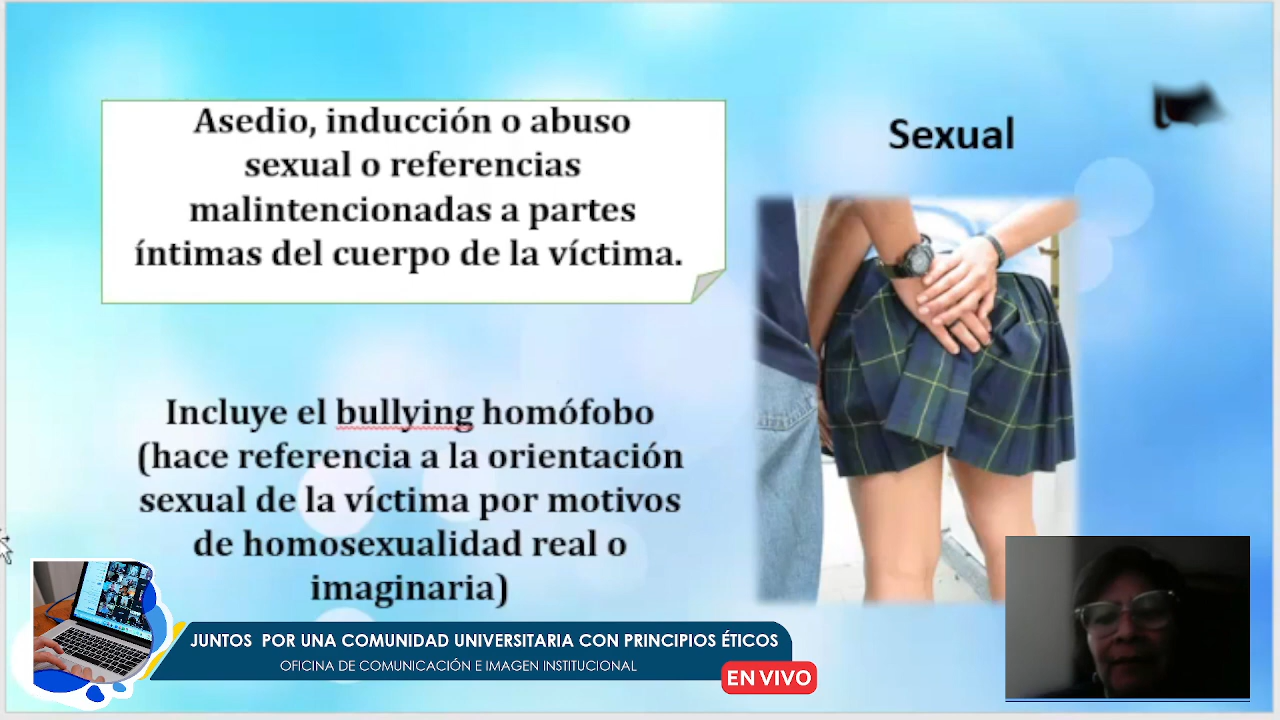 Asedio, inducción o abuso
sexual o referencias
malintencionadas a partes
íntimas del cuerpo de la víctima.
Sexual
Incluye el bullying homófobo
(hace referencia a la orientación
sexual de la víctima por motivos
de homosexualidad real o
imaginaria)
JUNTOS POR UNA COMUNIDAD UNIVERSITARIA CON PRINCIPIOS ÉTICOS
OFICINA DE COMUNICACIÓN E IMAGEN INSTITUCIONAL
EN VIVO